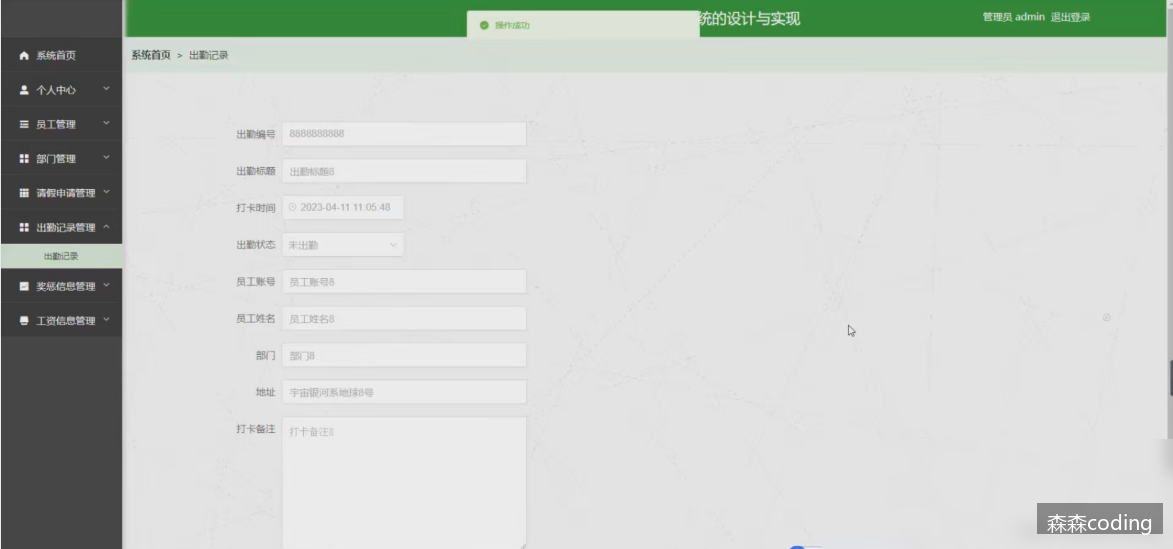 操作成功
统的设计与实现
管理员 admin 退出登录
系统首页
个人中心
员工管理
部门管理
请假申请管理
出勤记录管理
出勤记录
奖惩信息管理
工资信息管理
系统首页 > 出勤记录
出勤编号 8888888888
出勤标题 出勤标题8
打卡时间 2023-04-11 11:05:48
出勤状态 未出勤
员工账号 员工账号8
员工姓名 员工姓名8
部门 部门8
地址 宇宙银河系地球8号
打卡备注 打卡备注8
森森coding